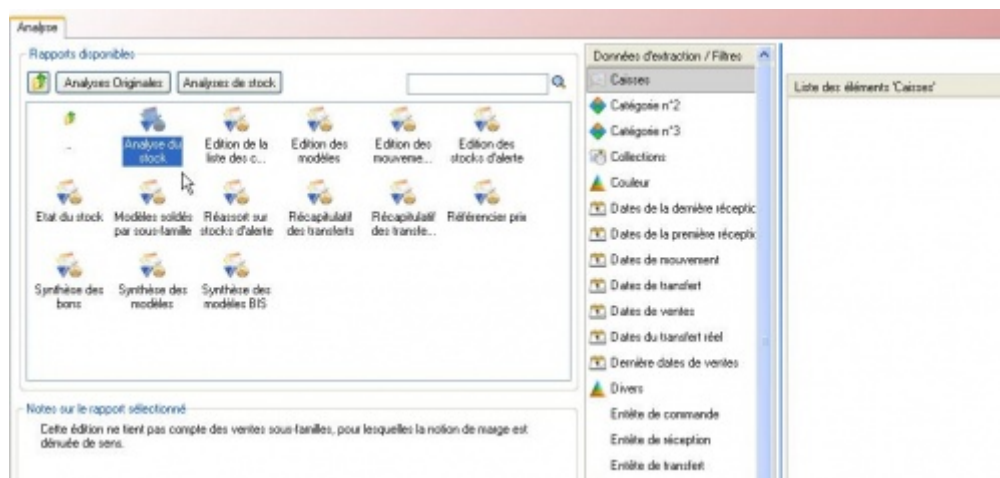 Analyse
Rapports disponibles
Analyses Originales
Analyses de stock
..
Analyse du
stock
Edition de la
liste des c...
Edition des
modèles
Edition des
mouveme...
Edition des
stocks d'alerte
Etat du stock
Modèles soldés
par sous-famille
Réassort sur
stocks d'alerte
Récapitulatif
des transferts
Récapitulatif
des transfe...
Référencier prix
Synthèse des
bons
Synthèse des
modèles
Synthèse des
modèles BIS
Notes sur le rapport sélectionné
Cette édition ne tient pas compte des ventes sous-familles, pour lesquelles la notion de marge est
dénuée de sens.
Données d'extraction / Filtres
Caisses
Catégorie n°2
Catégorie n°3
Collections
Couleur
Dates de la dernière réceptic
Dates de la première réceptic
Dates de mouvement
Dates de transfert
Dates de ventes
Dates du transfert réel
Dernière dates de ventes
Divers
Entête de commande
Entête de réception
Entête de transfert
Liste des éléments 'Caisses'